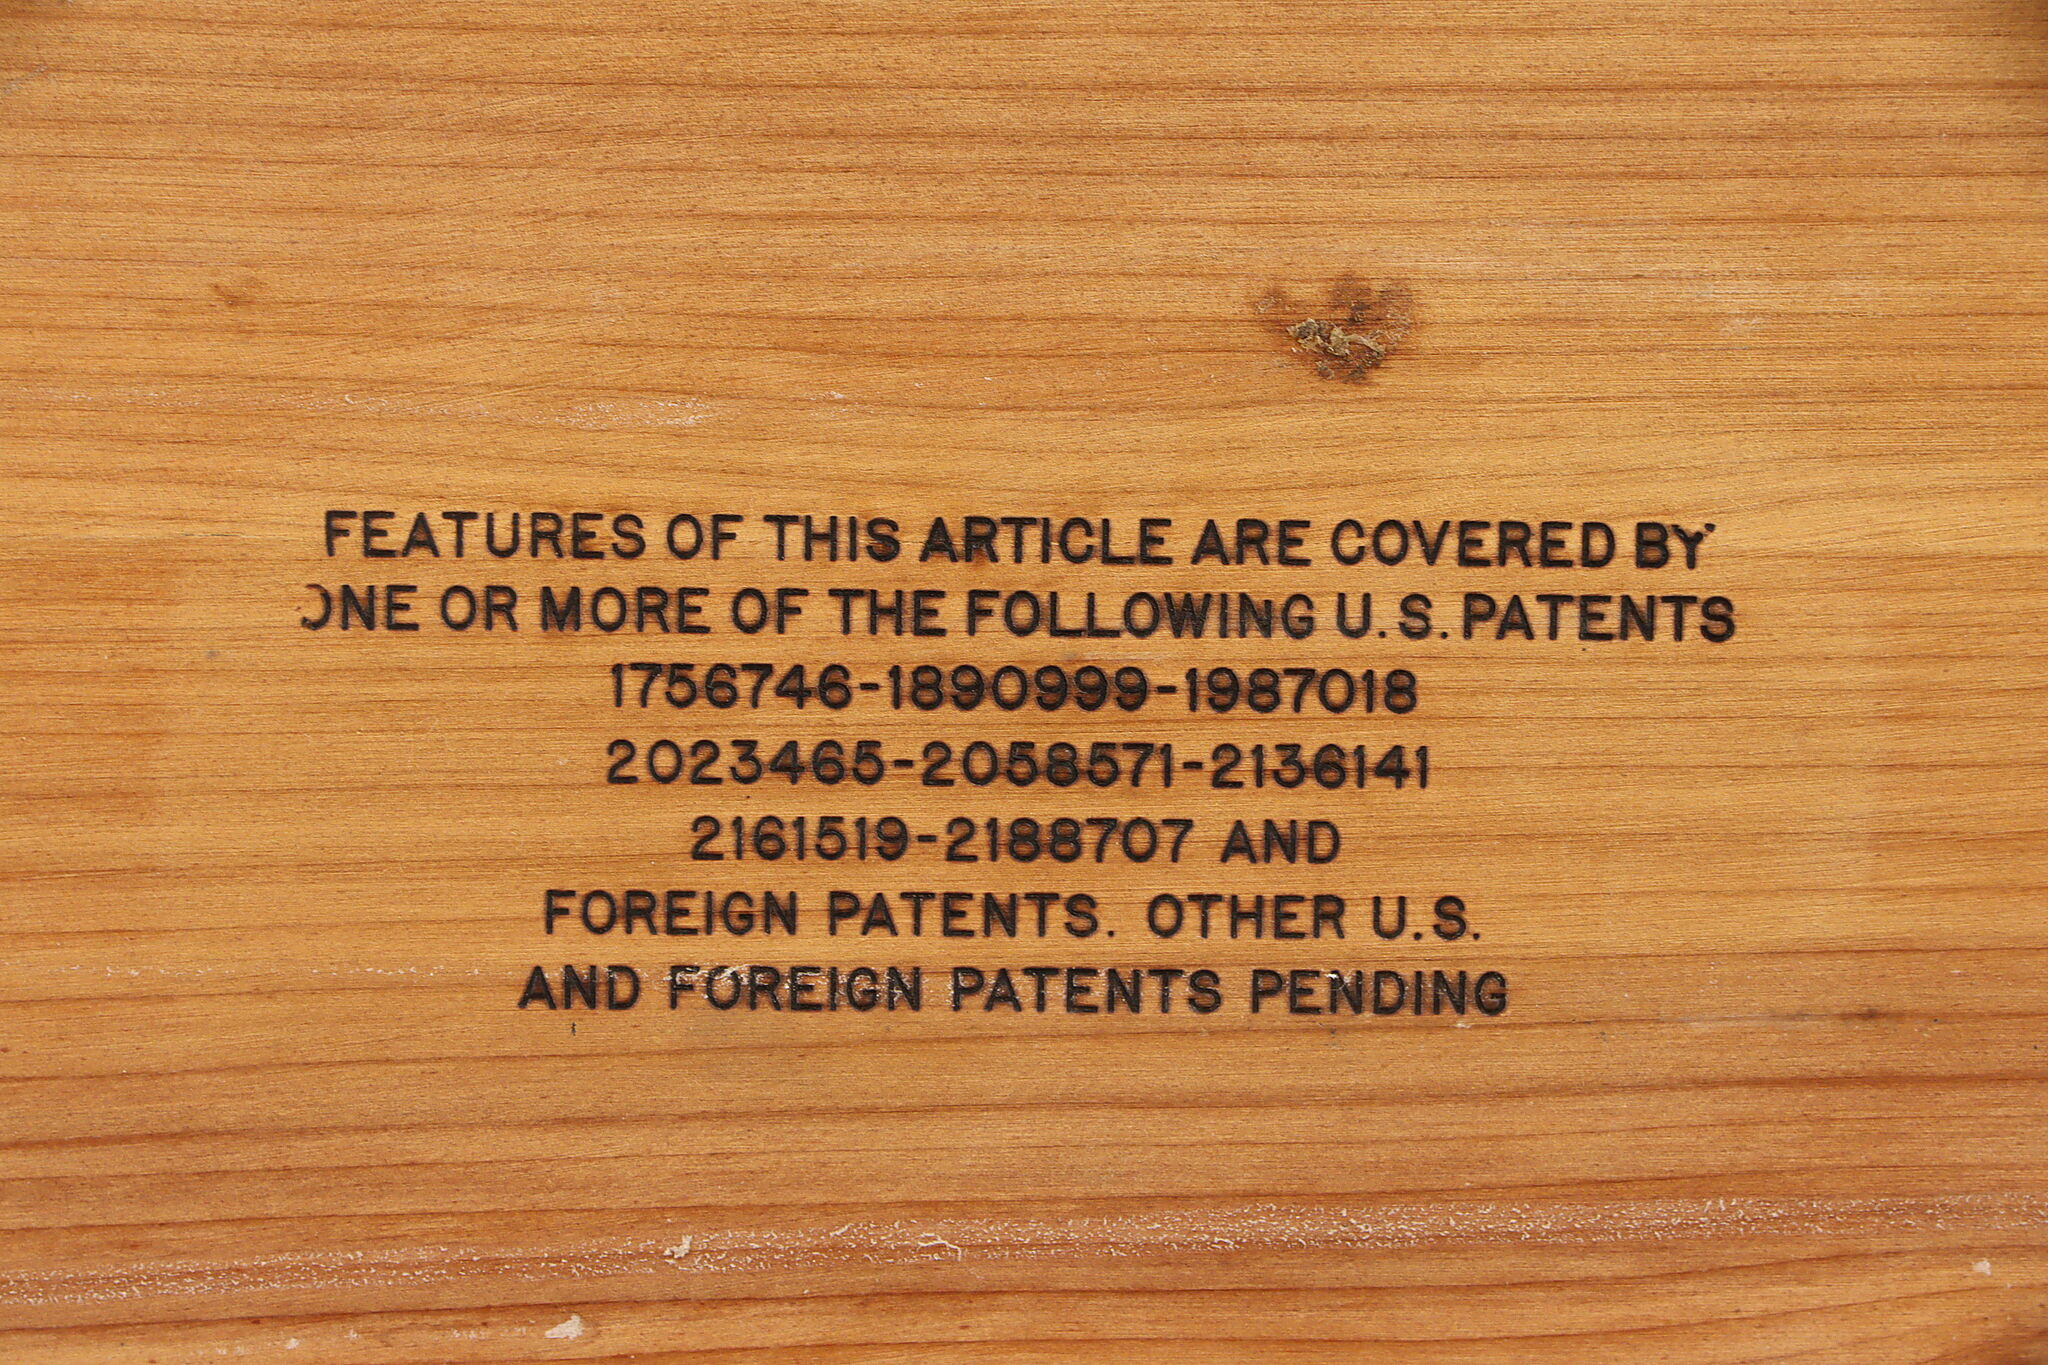 FEATURES OF THIS ARTICLE ARE COVERED BY
ONE OR MORE OF THE FOLLOWING U.S. PATENTS
1756746-1890999-1987018
2023465-2058571-2136141
2161519-2188707 AND
FOREIGN PATENTS. OTHER U.S.
AND FOREIGN PATENTS PENDING